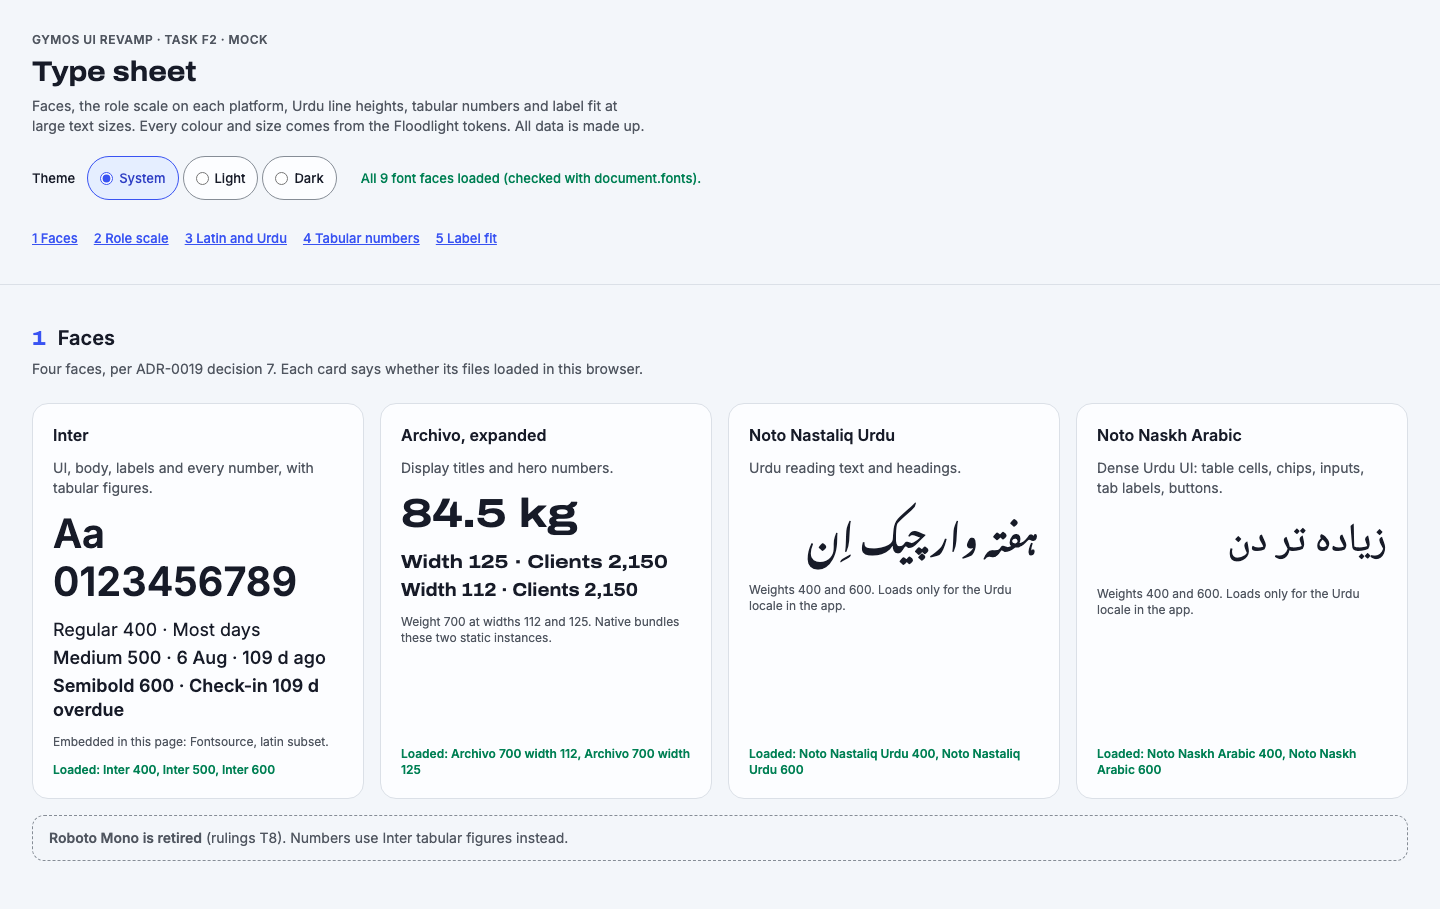 GYMOS UI REVAMP · TASK F2 · MOCK
Type sheet
Faces, the role scale on each platform, Urdu line heights, tabular numbers and label fit at
large text sizes. Every colour and size comes from the Floodlight tokens. All data is made up.
Theme System Light Dark All 9 font faces loaded (checked with document.fonts).
1 Faces 2 Role scale 3 Latin and Urdu 4 Tabular numbers 5 Label fit
1 Faces
Four faces, per ADR-0019 decision 7. Each card says whether its files loaded in this browser.
Inter
UI, body, labels and every number, with
tabular figures.
Aa
0123456789
Regular 400 · Most days
Medium 500 · 6 Aug · 109 d ago
Semibold 600 · Check-in 109 d
overdue
Embedded in this page: Fontsource, latin subset.
Loaded: Inter 400, Inter 500, Inter 600
Archivo, expanded
Display titles and hero numbers.
84.5 kg
Width 125 · Clients 2,150
Width 112 · Clients 2,150
Weight 700 at widths 112 and 125. Native bundles
these two static instances.
Loaded: Archivo 700 width 112, Archivo 700 width
125
Noto Nastaliq Urdu
Urdu reading text and headings.
ہفتہ وار چیک اِن
Weights 400 and 600. Loads only for the Urdu
locale in the app.
Loaded: Noto Nastaliq Urdu 400, Noto Nastaliq
Urdu 600
Noto Naskh Arabic
Dense Urdu UI: table cells, chips, inputs,
tab labels, buttons.
زیادہ تر دن
Weights 400 and 600. Loads only for the Urdu
locale in the app.
Loaded: Noto Naskh Arabic 400, Noto Naskh
Arabic 600
Roboto Mono is retired (rulings T8). Numbers use Inter tabular figures instead.